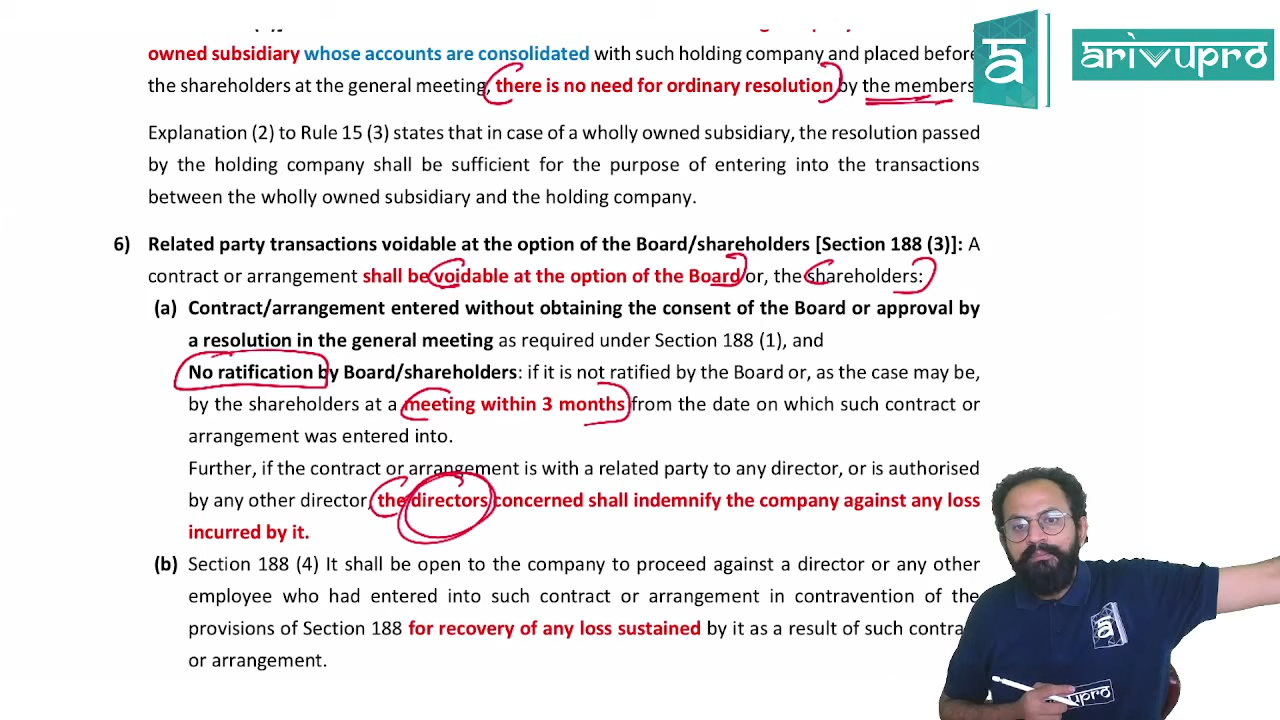 owned subsidiary whose accounts are consolidated with such holding company and placed before
the shareholders at the general meeting, there is no need for ordinary resolution by the members
Explanation (2) to Rule 15 (3) states that in case of a wholly owned subsidiary, the resolution passed
by the holding company shall be sufficient for the purpose of entering into the transactions
between the wholly owned subsidiary and the holding company.
6) Related party transactions voidable at the option of the Board/shareholders [Section 188 (3)]: A
contract or arrangement shall be voidable at the option of the Board or, the shareholders:
(a) Contract/arrangement entered without obtaining the consent of the Board or approval by
a resolution in the general meeting as required under Section 188 (1), and
No ratification by Board/shareholders: if it is not ratified by the Board or, as the case may be,
by the shareholders at a meeting within 3 months from the date on which such contract or
arrangement was entered into.
Further, if the contract or arrangement is with a related party to any director, or is authorised
by any other director, the directors concerned shall indemnify the company against any loss
incurred by it.
(b) Section 188 (4) It shall be open to the company to proceed against a director or any other
employee who had entered into such contract or arrangement in contravention of the
provisions of Section 188 for recovery of any loss sustained by it as a result of such contra
or arrangement.
arivupro